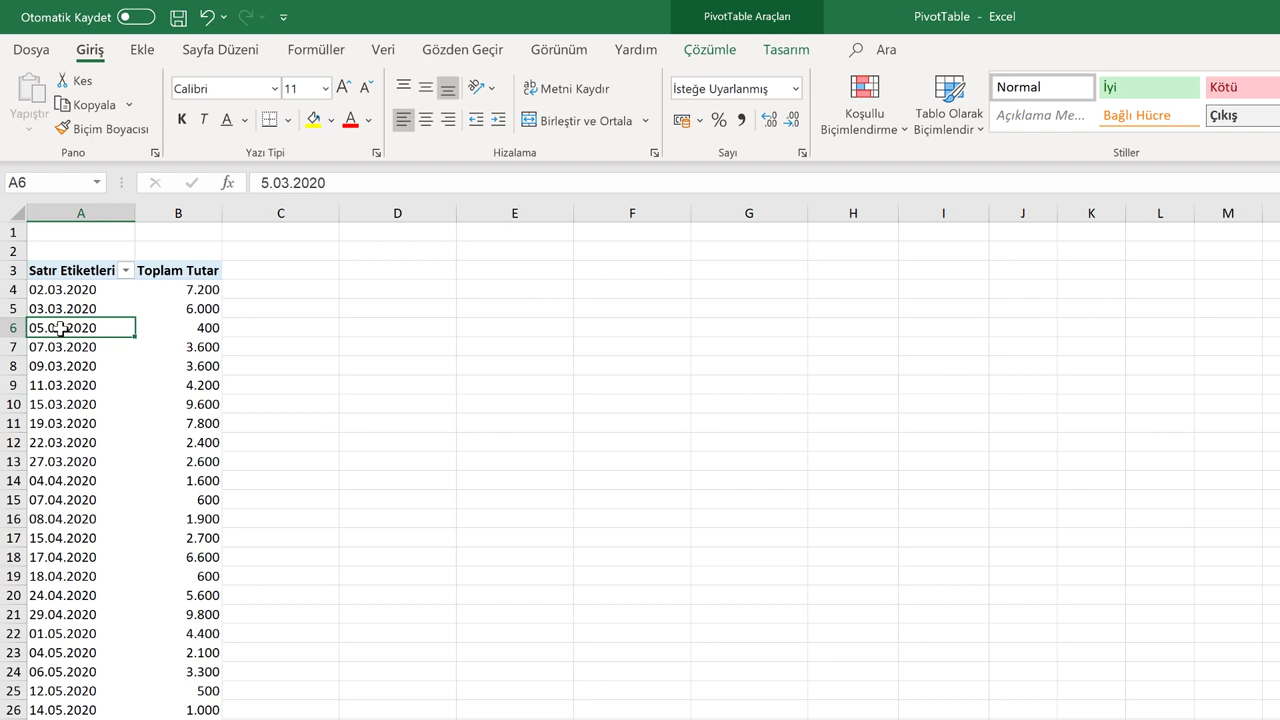 Otomatik Kaydet
PivotTable Araçları
PivotTable - Excel
Dosya Giriş Ekle Sayfa Düzeni Formüller Veri Gözden Geçir Görünüm Yardım Çözümle Tasarım Ara
Yapıştır
Kes
Kopyala
Biçim Boyacısı
Pano
Calibri 11
K T A
A
Yazı Tipi
Metni Kaydır
Birleştir ve Ortala
Hizalama
İsteğe Uyarlanmış
Sayı
Koşullu
Biçimlendirme
Tablo Olarak
Biçimlendir
Normal İyi Kötü
Açıklama Me... Bağlı Hücre Çıkış
Stiller
A6 fx 5.03.2020
A B C D E F G H I J K L M
1
2
3 Satır Etiketleri Toplam Tutar
4 02.03.2020 7.200
5 03.03.2020 6.000
6 400
7 07.03.2020 3.600
8 09.03.2020 3.600
9 11.03.2020 4.200
10 15.03.2020 9.600
11 19.03.2020 7.800
12 22.03.2020 2.400
13 27.03.2020 2.600
14 04.04.2020 1.600
15 07.04.2020 600
16 08.04.2020 1.900
17 15.04.2020 2.700
18 17.04.2020 6.600
19 18.04.2020 600
20 24.04.2020 5.600
21 29.04.2020 9.800
22 01.05.2020 4.400
23 04.05.2020 2.100
24 06.05.2020 3.300
25 12.05.2020 500
26 14.05.2020 1.000